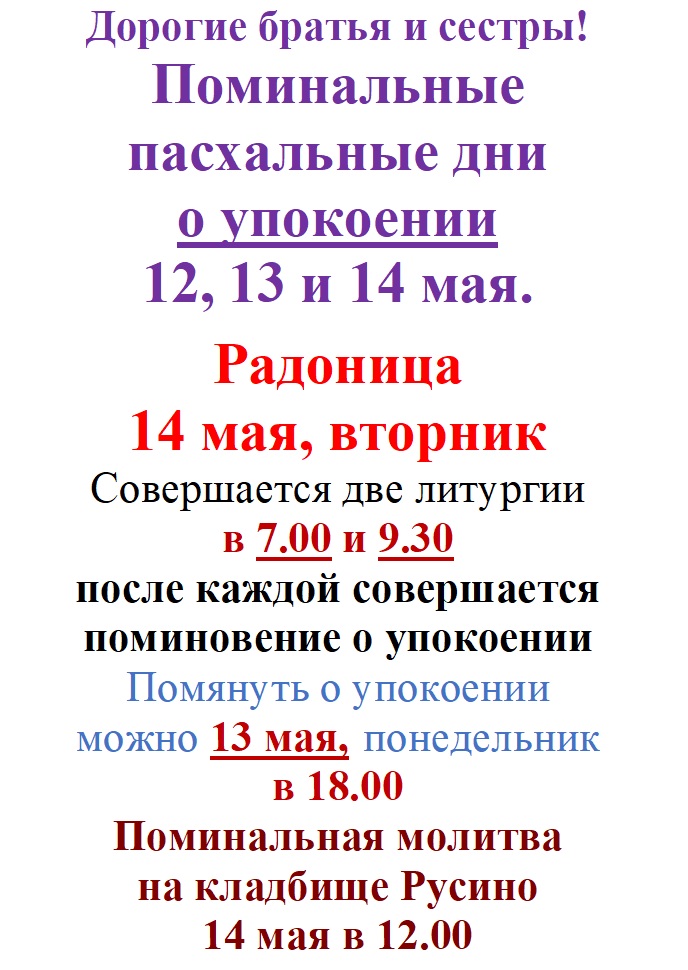 Дорогие братья и сестры!
Поминальные
пасхальные дни
о упокоении
12, 13 и 14 мая.
Радоница
14 мая, вторник
Совершается две литургии
в 7.00 и 9.30
после каждой совершается
поминовение о упокоении
Помянуть о упокоении
можно 13 мая, понедельник
в 18.00
Поминальная молитва
на кладбище Русино
14 мая в 12.00